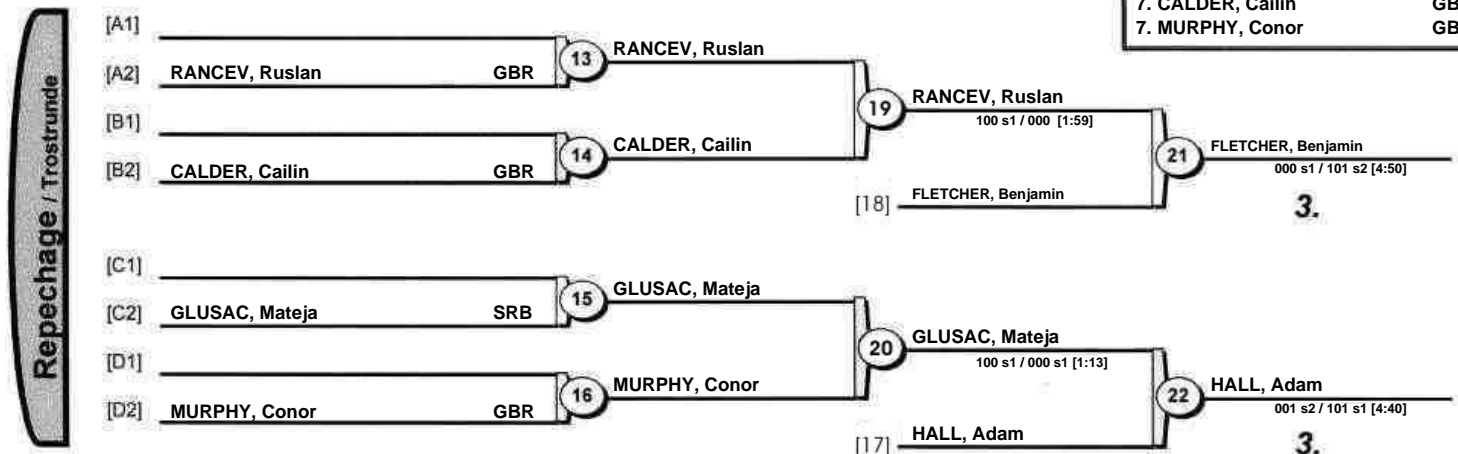 7. CALDER, Cailin GB
7. MURPHY, Conor GB
Repechage / Trostrunde
[A1]
[A2] RANCEV, Ruslan GBR
13
RANCEV, Ruslan
[B1]
[B2] CALDER, Cailin GBR
14
CALDER, Cailin
19
RANCEV, Ruslan
100 s1 / 000 [1:59]
[18] FLETCHER, Benjamin
21
FLETCHER, Benjamin
000 s1 / 101 s2 [4:50]
3.
[C1]
[C2] GLUSAC, Mateja SRB
15
GLUSAC, Mateja
[D1]
[D2] MURPHY, Conor GBR
16
MURPHY, Conor
20
GLUSAC, Mateja
100 s1 / 000 s1 [1:13]
[17] HALL, Adam
22
HALL, Adam
001 s2 / 101 s1 [4:40]
3.